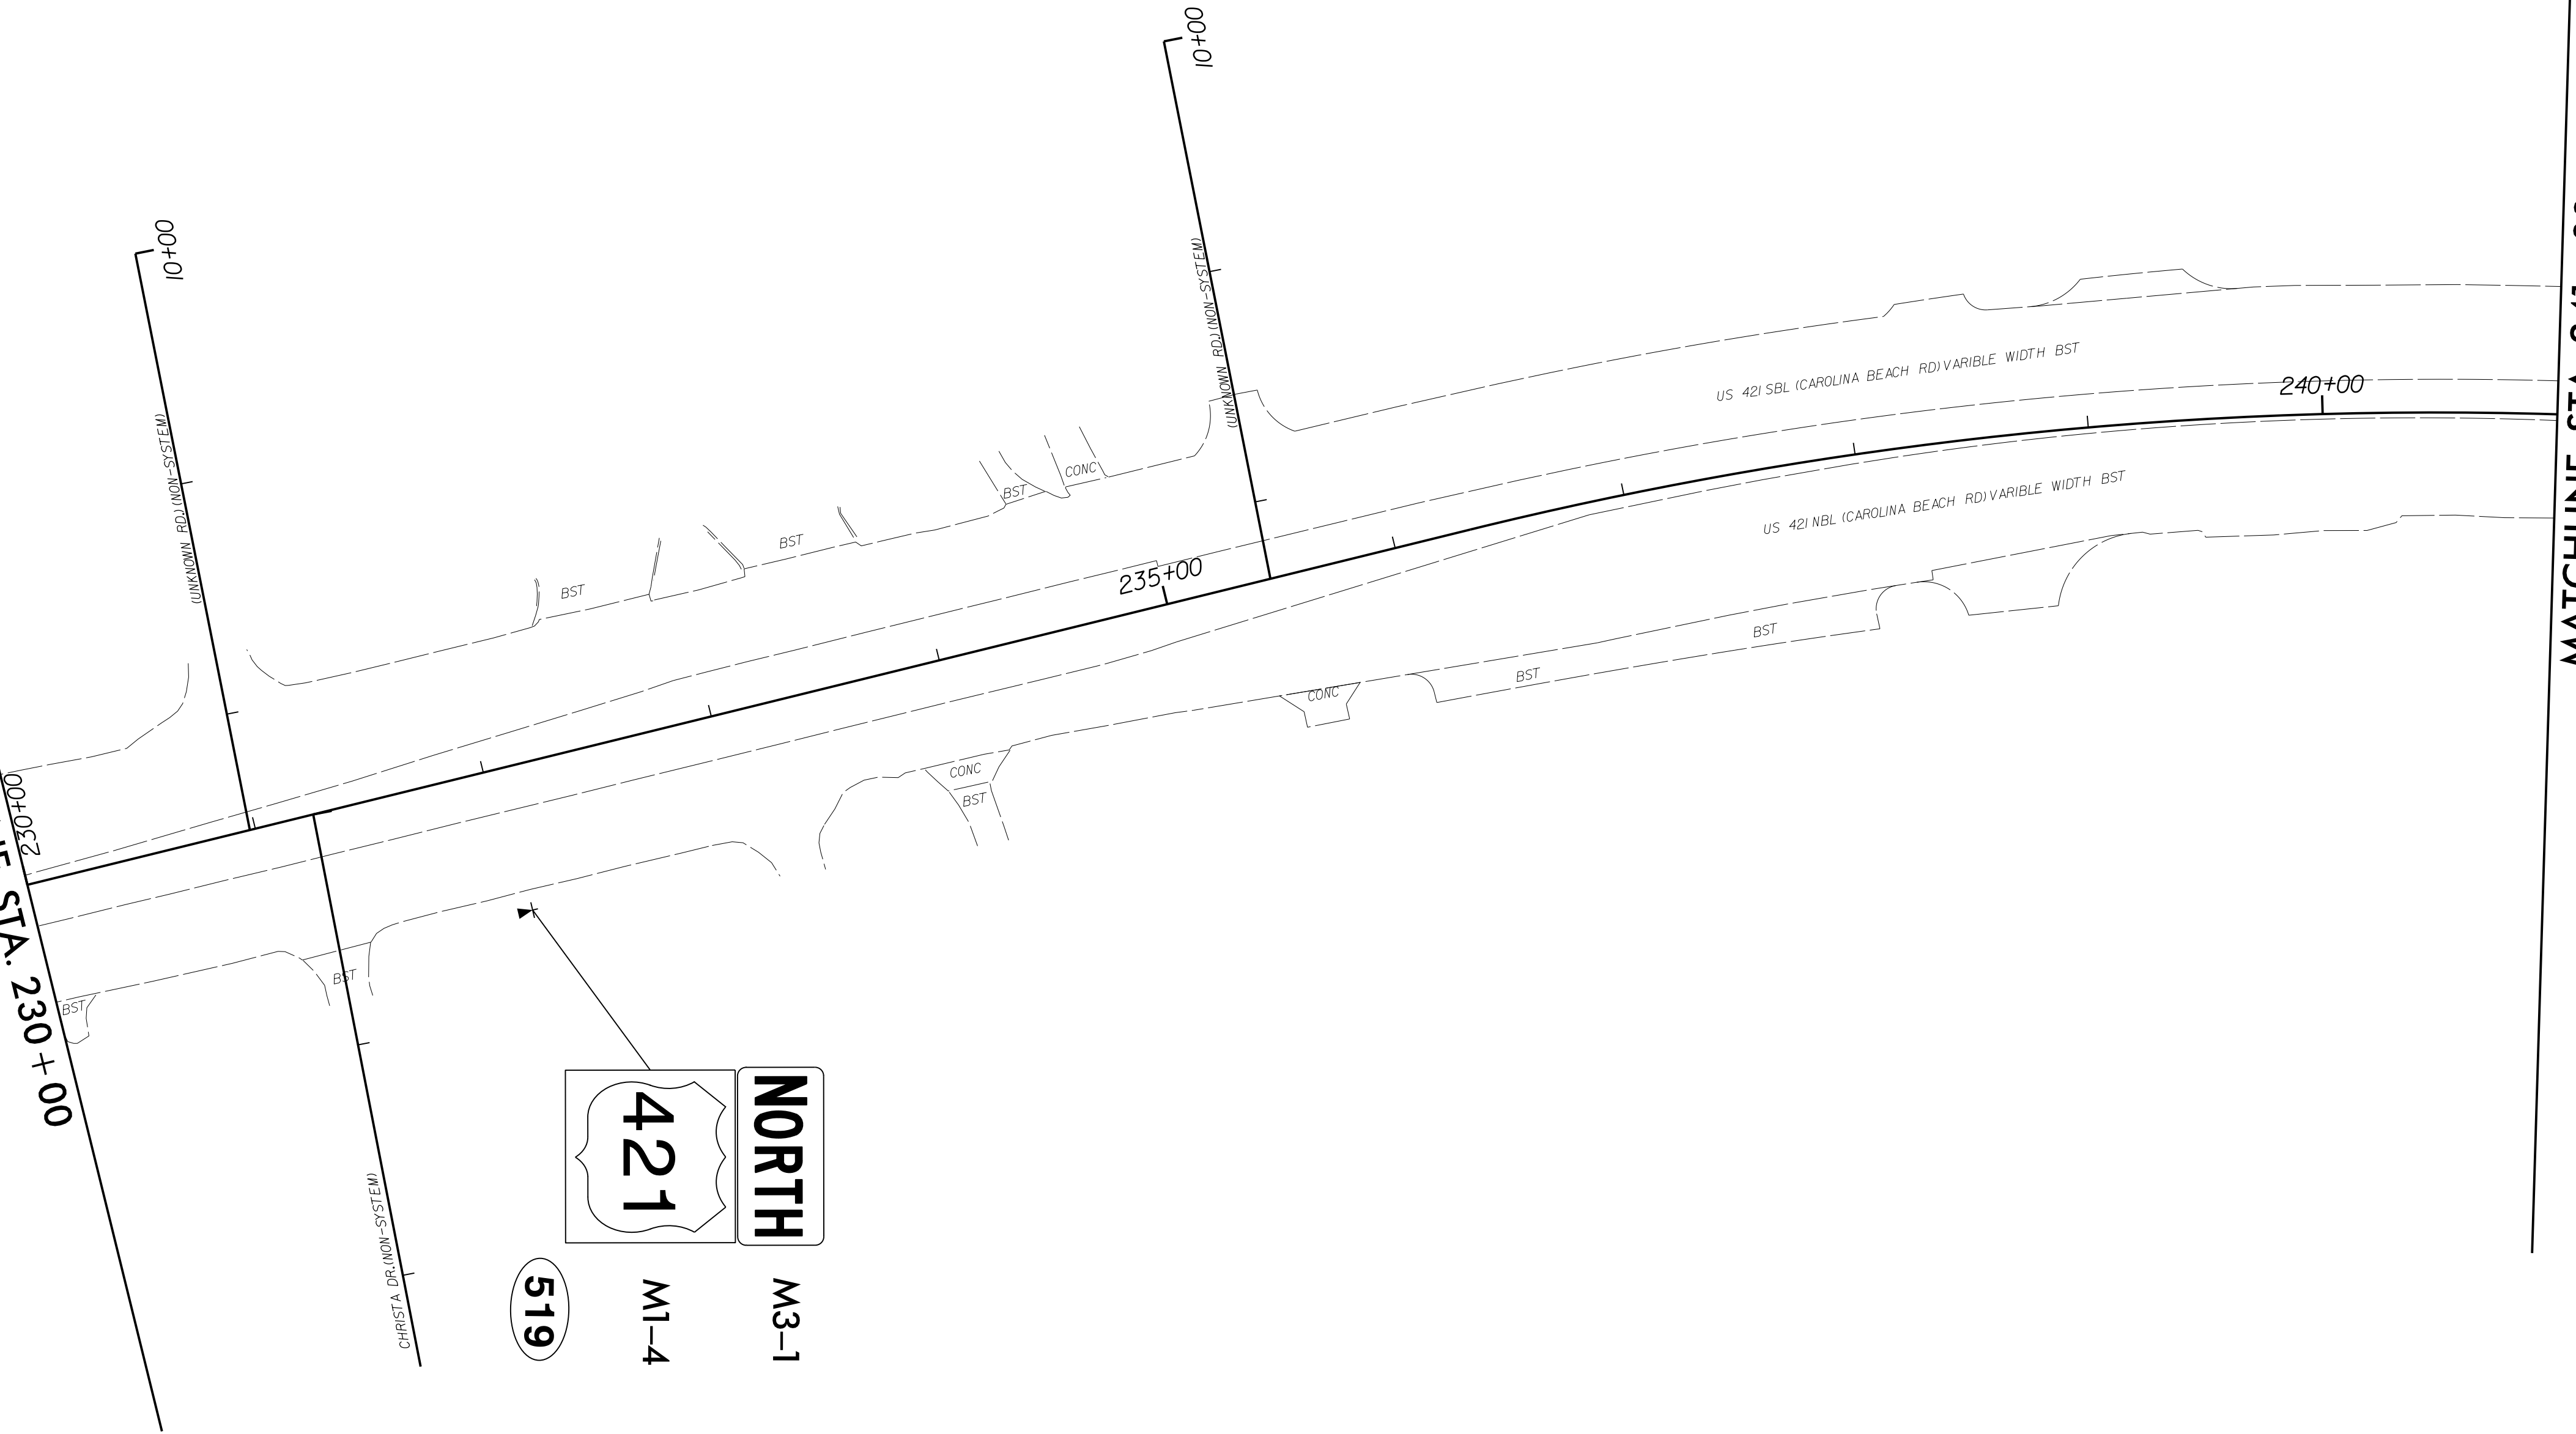 10+00
10+00
(UNKNOWN RD.) (NON-SYSTEM)
(UNKNOWN RD.) (NON-SYSTEM)
US 421 SBL (CAROLINA BEACH RD) VARIBLE WIDTH BST
240+00
US 421 NBL (CAROLINA BEACH RD) VARIBLE WIDTH BST
CONC
BST
BST
BST
235+00
BST
BST
CONC
CONC
BST
230+00
STA. 230+00
BST
BST
CHRISTA DR. (NON-SYSTEM)
NORTH
M3-1
421
M1-4
519
MATCHLINE STA